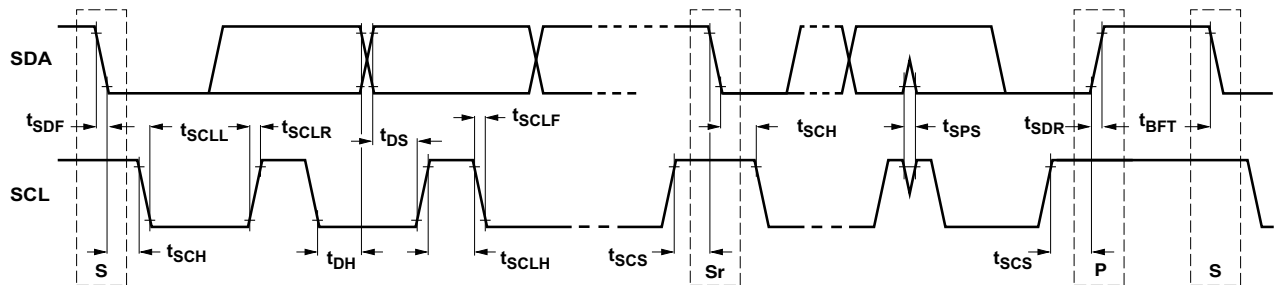 SDA
tSDF
tSCLL
tSCLR
tDS
tSCLF
tSCH
tSPS
tSDR
tBFT
SCL
tSCH
tDH
tSCLH
tSCS
tSCS
S
Sr
P
S